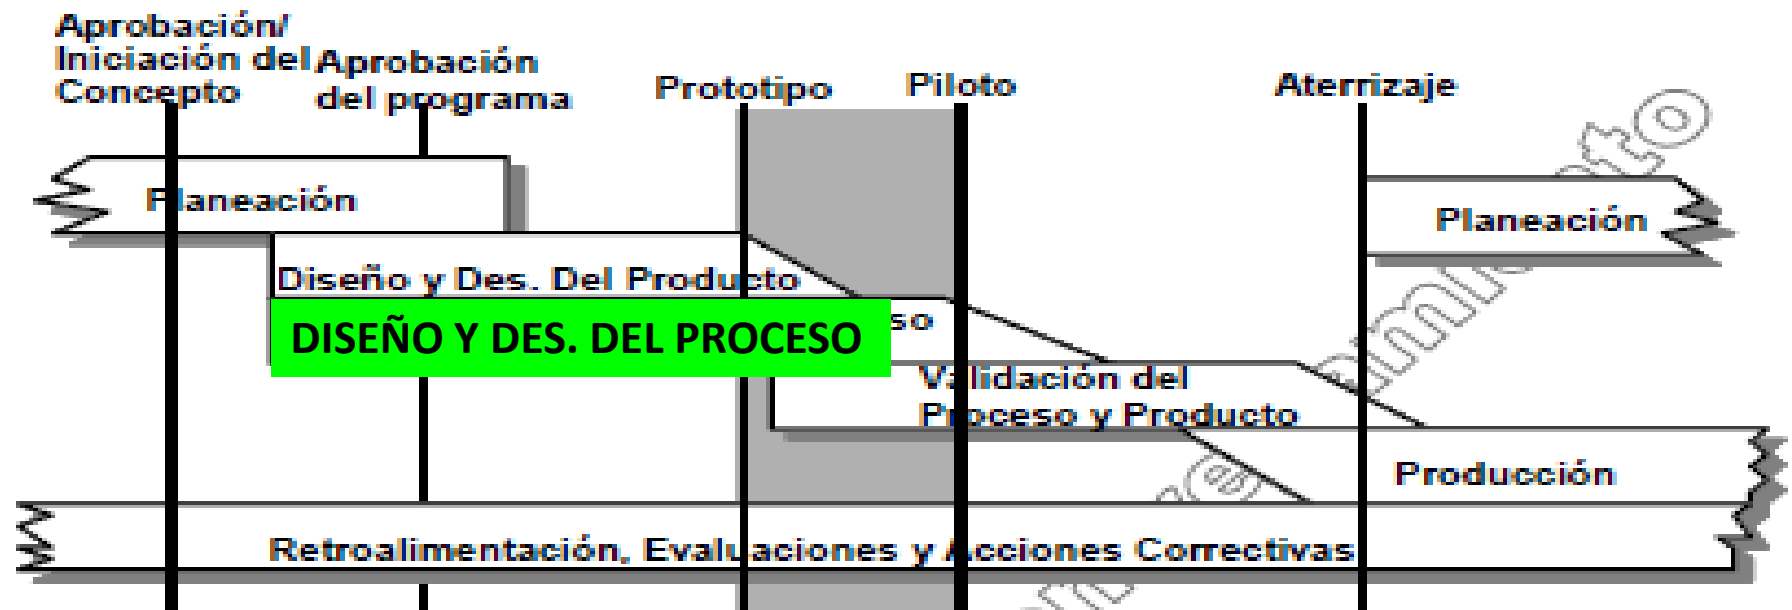 Aprobación/
Iniciación del
Concepto
Aprobación
del programa
Prototipo
Piloto
Aterrizaje
Planeación
Planeación
Diseño y Des. Del Producto
DISEÑO Y DES. DEL PROCESO
so
Validación del
Proceso y Producto
Producción
Retroalimentación, Evaluaciones y Acciones Correctivas